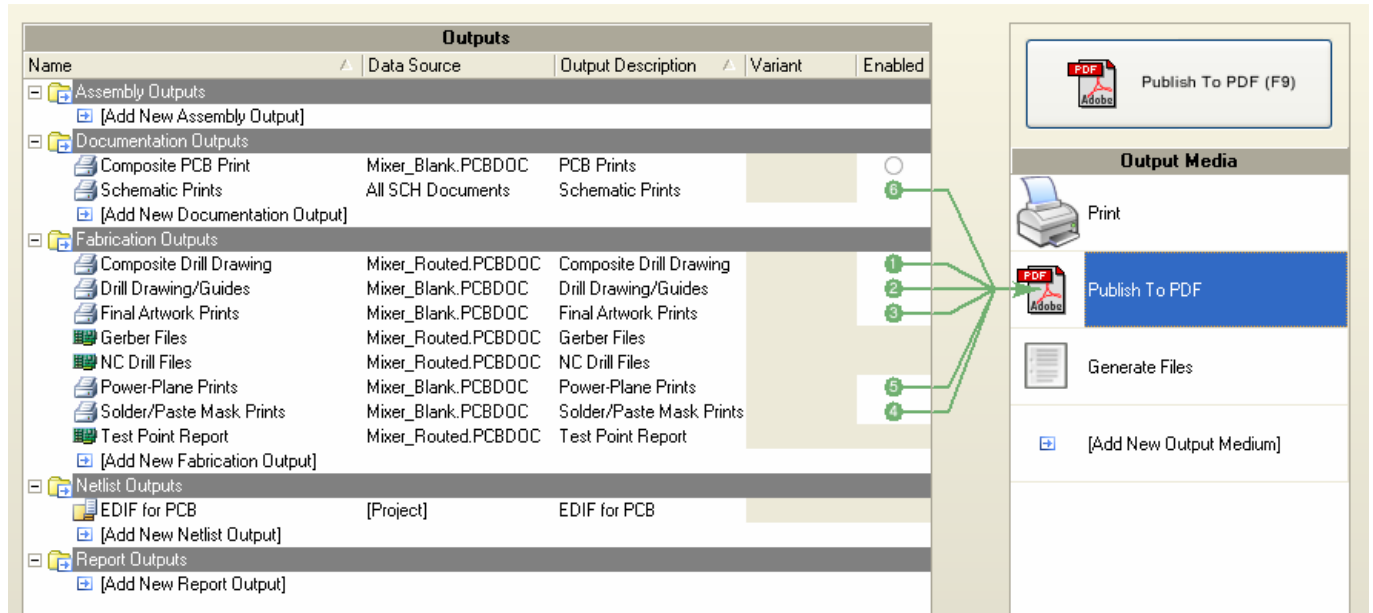 Outputs
Name Data Source Output Description Variant Enabled
Assembly Outputs
[Add New Assembly Output]
Documentation Outputs
Composite PCB Print Mixer_Blank.PCBDOC PCB Prints
Schematic Prints All SCH Documents Schematic Prints 6
[Add New Documentation Output]
Fabrication Outputs
Composite Drill Drawing Mixer_Routed.PCBDOC Composite Drill Drawing 1
Drill Drawing/Guides Mixer_Blank.PCBDOC Drill Drawing/Guides 2
Final Artwork Prints Mixer_Blank.PCBDOC Final Artwork Prints 3
Gerber Files Mixer_Routed.PCBDOC Gerber Files
NC Drill Files Mixer_Routed.PCBDOC NC Drill Files
Power-Plane Prints Mixer_Blank.PCBDOC Power-Plane Prints 5
Solder/Paste Mask Prints Mixer_Blank.PCBDOC Solder/Paste Mask Prints 4
Test Point Report Mixer_Routed.PCBDOC Test Point Report
[Add New Fabrication Output]
Netlist Outputs
EDIF for PCB [Project] EDIF for PCB
[Add New Netlist Output]
Report Outputs
[Add New Report Output]
PDF
Adobe
Publish To PDF (F9)
Output Media
Print
PDF
Adobe
Publish To PDF
Generate Files
[Add New Output Medium]